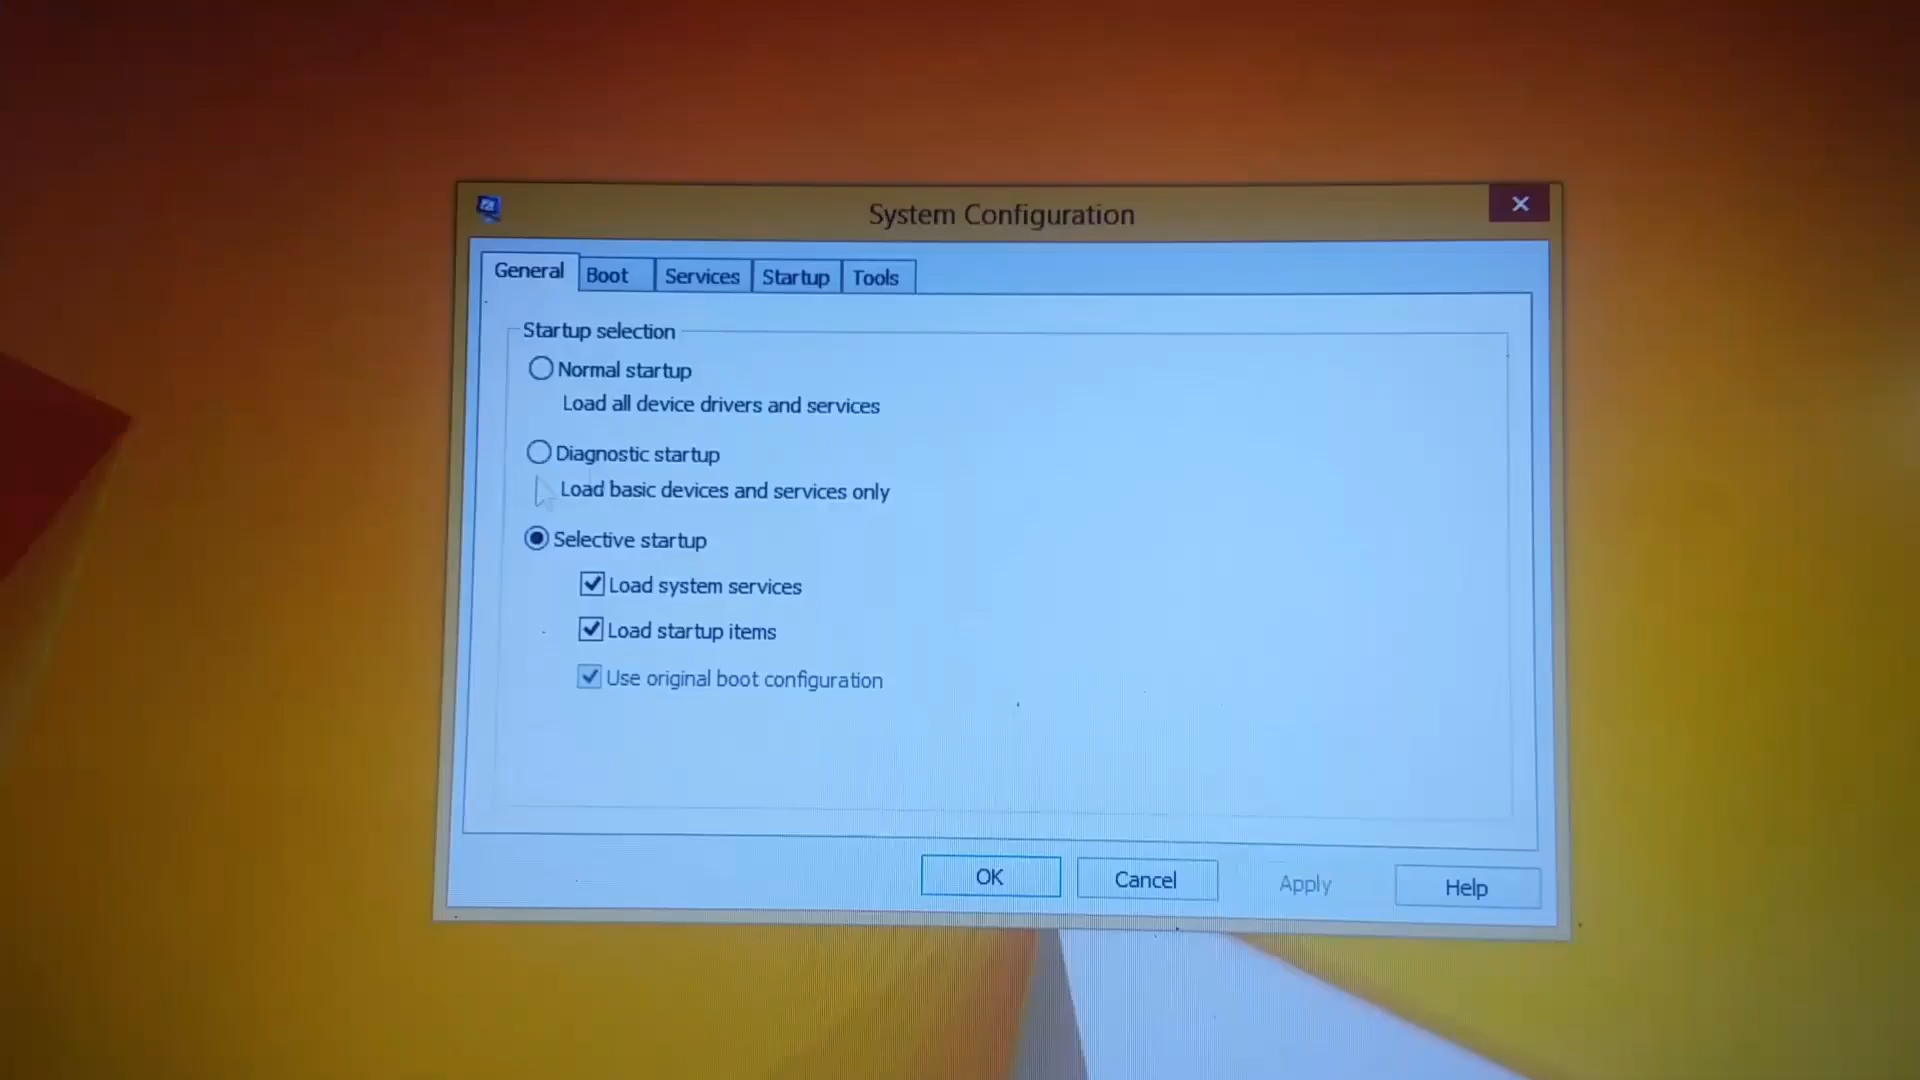 System Configuration
General Boot Services Startup Tools
Startup selection
Normal startup
Load all device drivers and services
Diagnostic startup
Load basic devices and services only
Selective startup
Load system services
Load startup items
Use original boot configuration
OK Cancel Apply Help